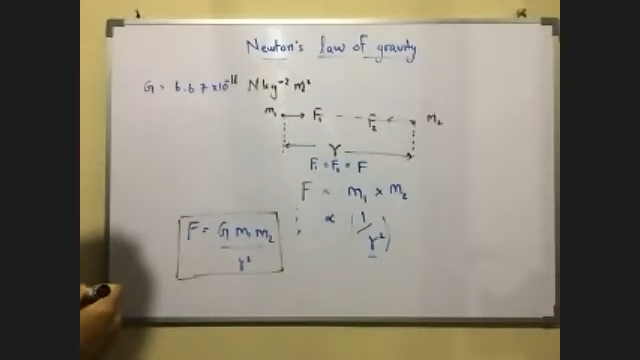 Newton's law of gravity
G = 6.67 x 10⁻¹¹ N kg⁻² m²
m₁ F₁ F₂ m₂
r
F₁ = F₂ = F
F ∝ m₁ x m₂
∝ (1/r²)
F = G m₁ m₂ / r²